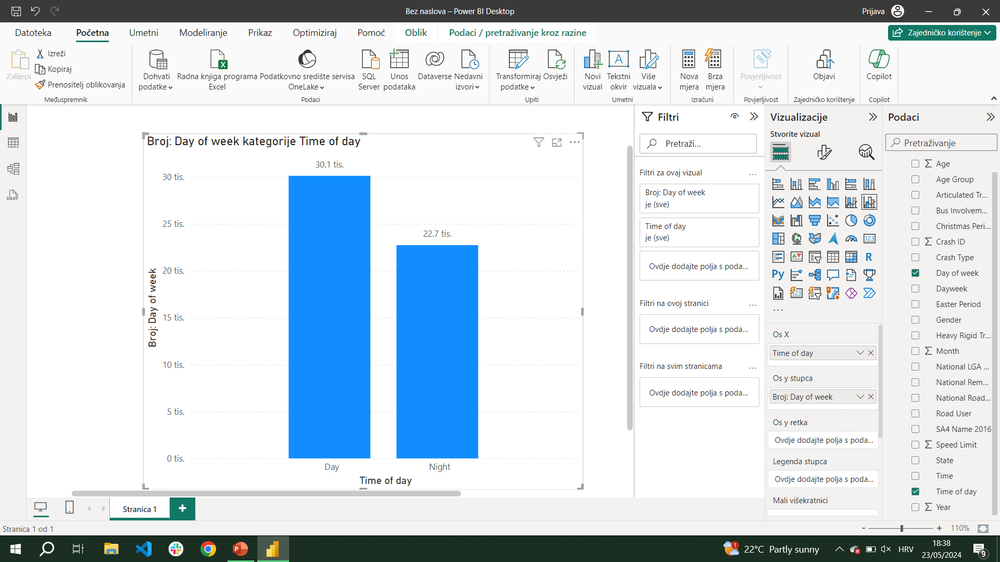 Bez naslova – Power BI Desktop
Prijava
Datoteka
Početna
Umetni
Modeliranje
Prikaz
Optimiziraj
Pomoć
Oblik
Podaci / pretraživanje kroz razine
Zajedničko korištenje
Zalijepi
Izreži
Kopiraj
Prenositelj oblikovanja
Međuspremnik
Dohvati
podatke
Radna knjiga programa
Excel
Podatkovno središte servisa
OneLake
SQL
Server
Unos
podataka
Dataverse
Nedavni
izvori
Podaci
Transformiraj
podatke
Osvježi
Upiti
Novi
vizual
Tekstni
okvir
Više
vizuala
Umetni
Nova
mjera
Brza
mjera
Izračuni
Povjerljivost
Povjerljivost
Objavi
Zajedničko korištenje
Copilot
Copilot
DAX
Broj: Day of week kategorije Time of day
30.1 tis.
22.7 tis.
30 tis.
25 tis.
20 tis.
15 tis.
10 tis.
5 tis.
0 tis.
Broj: Day of week
Day
Night
Time of day
Filtri
Pretraži...
Filtri za ovaj vizual
...
Broj: Day of week
je (sve)
Time of day
je (sve)
Ovdje dodajte polja s poda...
Filtri na ovoj stranici
...
Ovdje dodajte polja s poda...
Filtri na svim stranicama
...
Ovdje dodajte polja s poda...
Vizualizacije
Stvorite vizual
123
R
Py
123
...
Os X
Time of day
Os y stupca
Broj: Day of week
Os y retka
Ovdje dodajte polja s poda...
Legenda stupca
Ovdje dodajte polja s poda...
Mali višekratnici
Podaci
Pretraživanje
Age
Age Group
Articulated Tr...
Bus Involvem...
Christmas Peri...
Crash ID
Crash Type
Day of week
Dayweek
Easter Period
Gender
Heavy Rigid Tr...
Month
National LGA ...
National Rem...
National Road...
Road User
SA4 Name 2016
Speed Limit
State
Time
Time of day
Year
Stranica 1
Stranica 1 od 1
- + 110%
22°C Partly sunny
HRV
18:38
23/05/2024
9